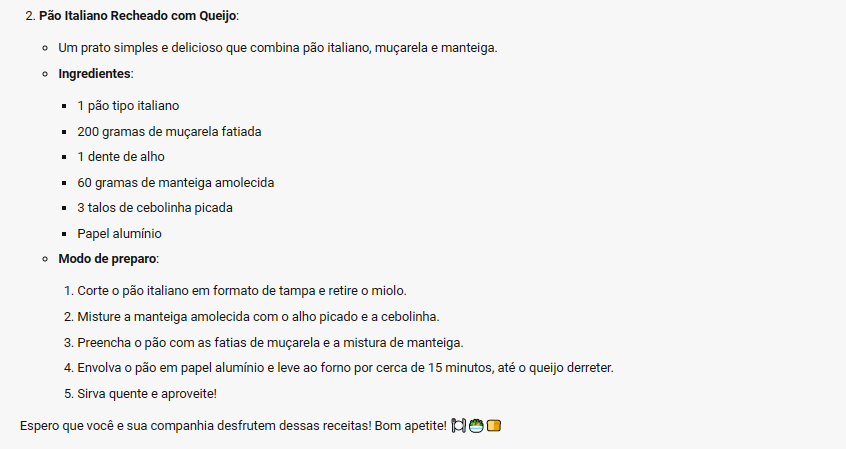 2. Pão Italiano Recheado com Queijo:
Um prato simples e delicioso que combina pão italiano, muçarela e manteiga.
Ingredientes:
1 pão tipo italiano
200 gramas de muçarela fatiada
1 dente de alho
60 gramas de manteiga amolecida
3 talos de cebolinha picada
Papel alumínio
Modo de preparo:
1. Corte o pão italiano em formato de tampa e retire o miolo.
2. Misture a manteiga amolecida com o alho picado e a cebolinha.
3. Preencha o pão com as fatias de muçarela e a mistura de manteiga.
4. Envolva o pão em papel alumínio e leve ao forno por cerca de 15 minutos, até o queijo derreter.
5. Sirva quente e aproveite!
Espero que você e sua companhia desfrutem dessas receitas! Bom apetite! 🍽️🥗🍞